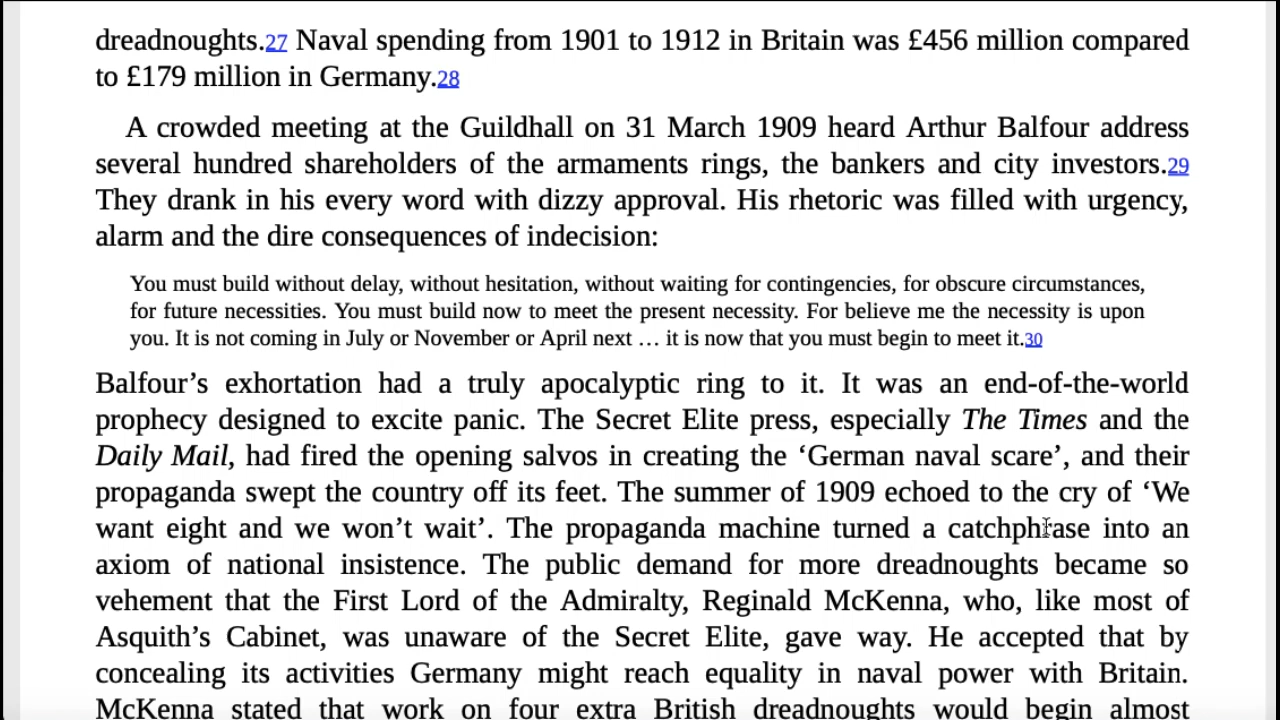 dreadnoughts.27 Naval spending from 1901 to 1912 in Britain was £456 million compared
to £179 million in Germany.28
A crowded meeting at the Guildhall on 31 March 1909 heard Arthur Balfour address
several hundred shareholders of the armaments rings, the bankers and city investors.29
They drank in his every word with dizzy approval. His rhetoric was filled with urgency,
alarm and the dire consequences of indecision:
You must build without delay, without hesitation, without waiting for contingencies, for obscure circumstances,
for future necessities. You must build now to meet the present necessity. For believe me the necessity is upon
you. It is not coming in July or November or April next … it is now that you must begin to meet it.30
Balfour’s exhortation had a truly apocalyptic ring to it. It was an end-of-the-world
prophecy designed to excite panic. The Secret Elite press, especially The Times and the
Daily Mail, had fired the opening salvos in creating the ‘German naval scare’, and their
propaganda swept the country off its feet. The summer of 1909 echoed to the cry of ‘We
want eight and we won’t wait’. The propaganda machine turned a catchphrase into an
axiom of national insistence. The public demand for more dreadnoughts became so
vehement that the First Lord of the Admiralty, Reginald McKenna, who, like most of
Asquith’s Cabinet, was unaware of the Secret Elite, gave way. He accepted that by
concealing its activities Germany might reach equality in naval power with Britain.
McKenna stated that work on four extra British dreadnoughts would begin almost